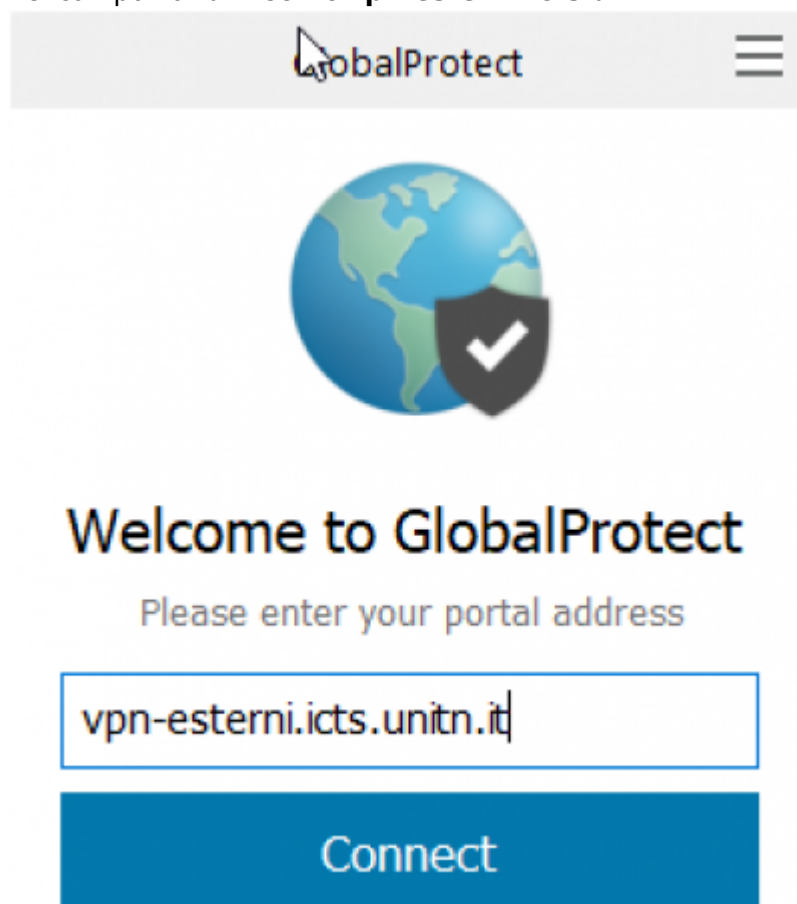 GlobalProtect
Welcome to GlobalProtect
Please enter your portal address
vpn-esterni.icts.unitn.it
Connect